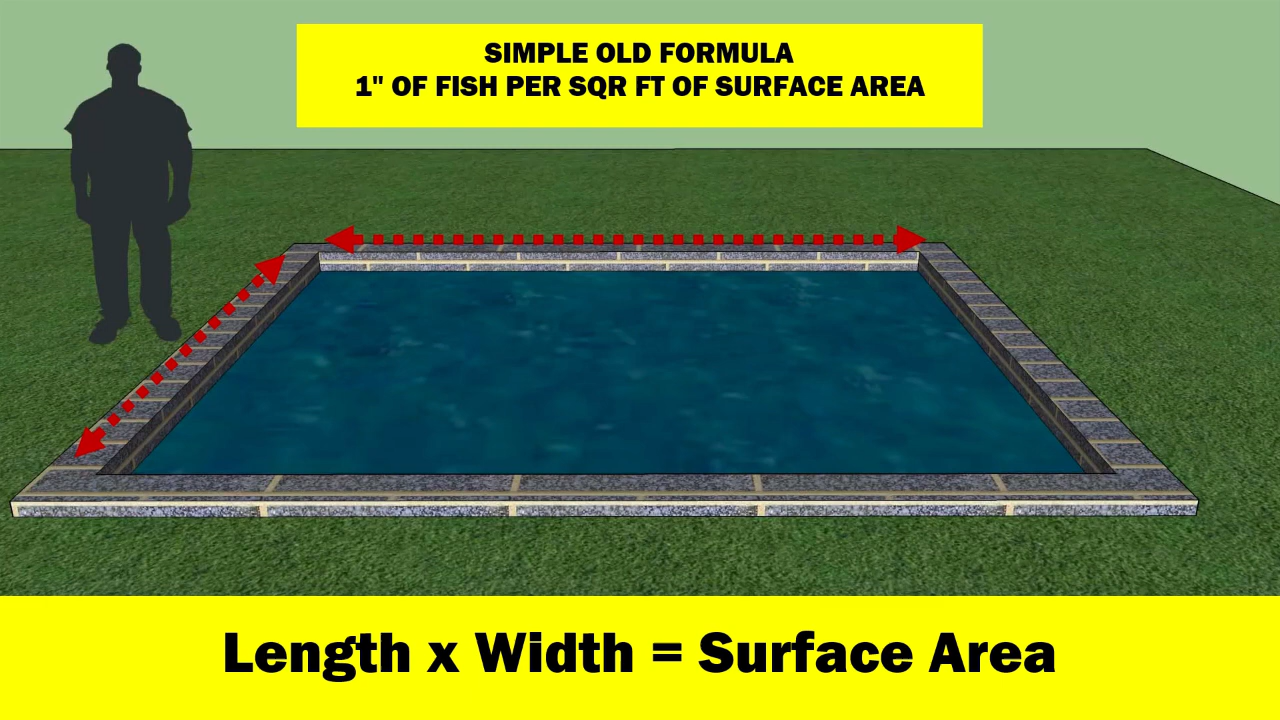 SIMPLE OLD FORMULA
1" OF FISH PER SQR FT OF SURFACE AREA
Length x Width = Surface Area